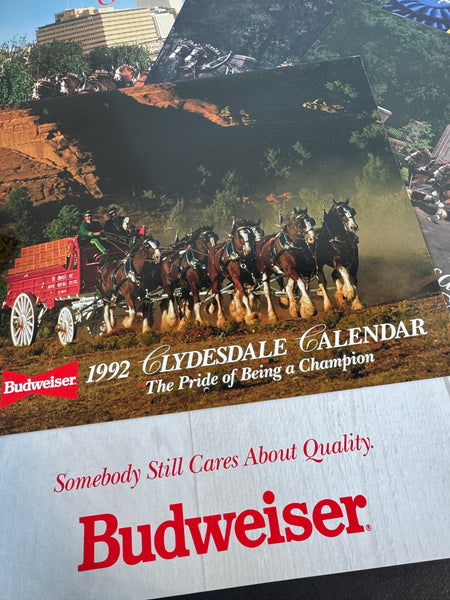 1992 CLYDESDALE CALENDAR
Budweiser®
The Pride of Being a Champion
Somebody Still Cares About Quality.
Budweiser®